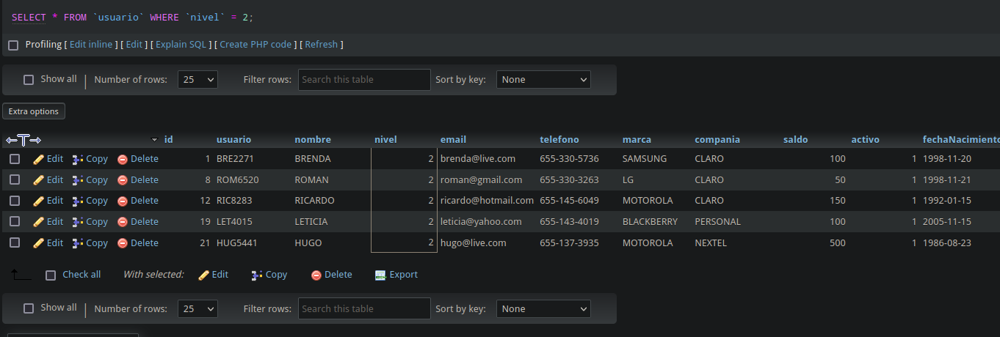 SELECT * FROM `usuario` WHERE `nivel` = 2;
Profiling [ Edit inline ] [ Edit ] [ Explain SQL ] [ Create PHP code ] [ Refresh ]
Show all | Number of rows: 25 Filter rows: Search this table Sort by key: None
Extra options
id usuario nombre nivel email telefono marca compania saldo activo fechaNacimiento
Edit Copy Delete 1 BRE2271 BRENDA 2 brenda@live.com 655-330-5736 SAMSUNG CLARO 100 1 1998-11-20
Edit Copy Delete 8 ROM6520 ROMAN 2 roman@gmail.com 655-330-3263 LG CLARO 50 1 1998-11-21
Edit Copy Delete 12 RIC8283 RICARDO 2 ricardo@hotmail.com 655-145-6049 MOTOROLA CLARO 150 1 1992-01-15
Edit Copy Delete 19 LET4015 LETICIA 2 leticia@yahoo.com 655-143-4019 BLACKBERRY PERSONAL 100 1 2005-11-15
Edit Copy Delete 21 HUG5441 HUGO 2 hugo@live.com 655-137-3935 MOTOROLA NEXTEL 500 1 1986-08-23
Check all With selected: Edit Copy Delete Export
Show all | Number of rows: 25 Filter rows: Search this table Sort by key: None